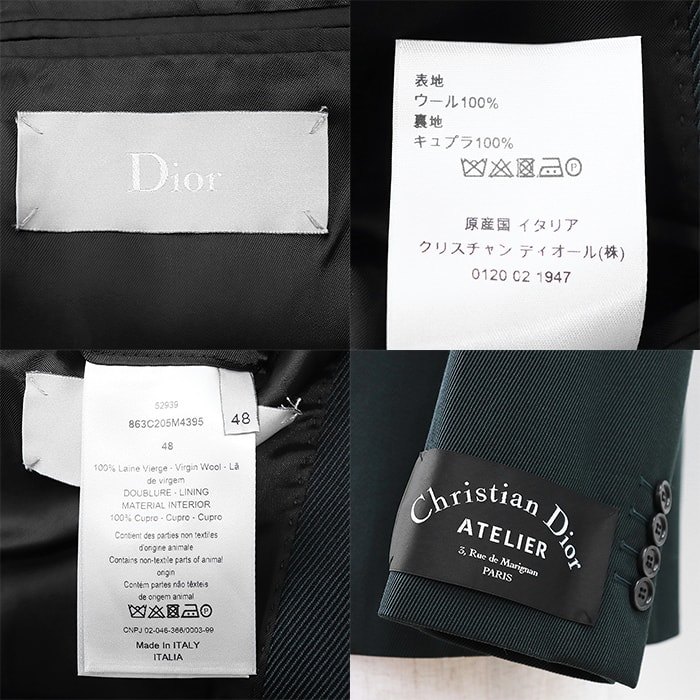 Dior
表地
ウール100%
裏地
キュプラ100%
P
原産国 イタリア
クリスチャン ディオール(株)
0120 02 1947
52939
863C205M4395
48
48
100% Laine Vierge - Virgin Wool - Lã
de virgem
DOUBLURE - LINING
MATERIAL INTERIOR
100% Cupro - Cupro - Cupro
Contient des parties non textiles
d'origine animale
Contains non-textile parts of animal
origin
Contém partes não têxteis
de origem animal
P
CNPJ 02-046-366/0003-99
Made in ITALY
ITALIA
Christian Dior
ATELIER
3, Rue de Marignan
PARIS